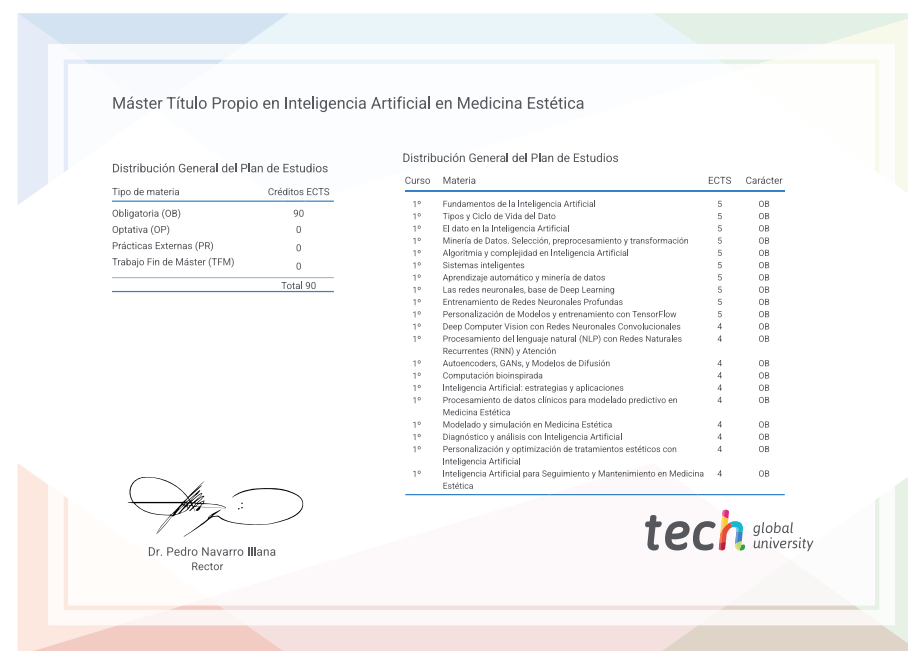 Máster Título Propio en Inteligencia Artificial en Medicina Estética
Distribución General del Plan de Estudios
Tipo de materia Créditos ECTS
Obligatoria (OB) 90
Optativa (OP) 0
Prácticas Externas (PR) 0
Trabajo Fin de Máster (TFM) 0
Total 90
Distribución General del Plan de Estudios
Curso Materia ECTS Carácter
1º Fundamentos de la Inteligencia Artificial 5 OB
1º Tipos y Ciclo de Vida del Dato 5 OB
1º El dato en la Inteligencia Artificial 5 OB
1º Minería de Datos. Selección, preprocesamiento y transformación 5 OB
1º Algoritmia y complejidad en Inteligencia Artificial 5 OB
1º Sistemas inteligentes 5 OB
1º Aprendizaje automático y minería de datos 5 OB
1º Las redes neuronales, base de Deep Learning 5 OB
1º Entrenamiento de Redes Neuronales Profundas 5 OB
1º Personalización de Modelos y entrenamiento con TensorFlow 5 OB
1º Deep Computer Vision con Redes Neuronales Convolucionales 4 OB
1º Procesamiento del lenguaje natural (NLP) con Redes Naturales 4 OB
Recurrentes (RNN) y Atención
1º Autoencoders, GANs, y Modelos de Difusión 4 OB
1º Computación bioinspirada 4 OB
1º Inteligencia Artificial: estrategias y aplicaciones 4 OB
1º Procesamiento de datos clínicos para modelado predictivo en 4 OB
Medicina Estética
1º Modelado y simulación en Medicina Estética 4 OB
1º Diagnóstico y análisis con Inteligencia Artificial 4 OB
1º Personalización y optimización de tratamientos estéticos con 4 OB
Inteligencia Artificial
1º Inteligencia Artificial para Seguimiento y Mantenimiento en Medicina 4 OB
Estética
Dr. Pedro Navarro Illana
Rector
tech global
university